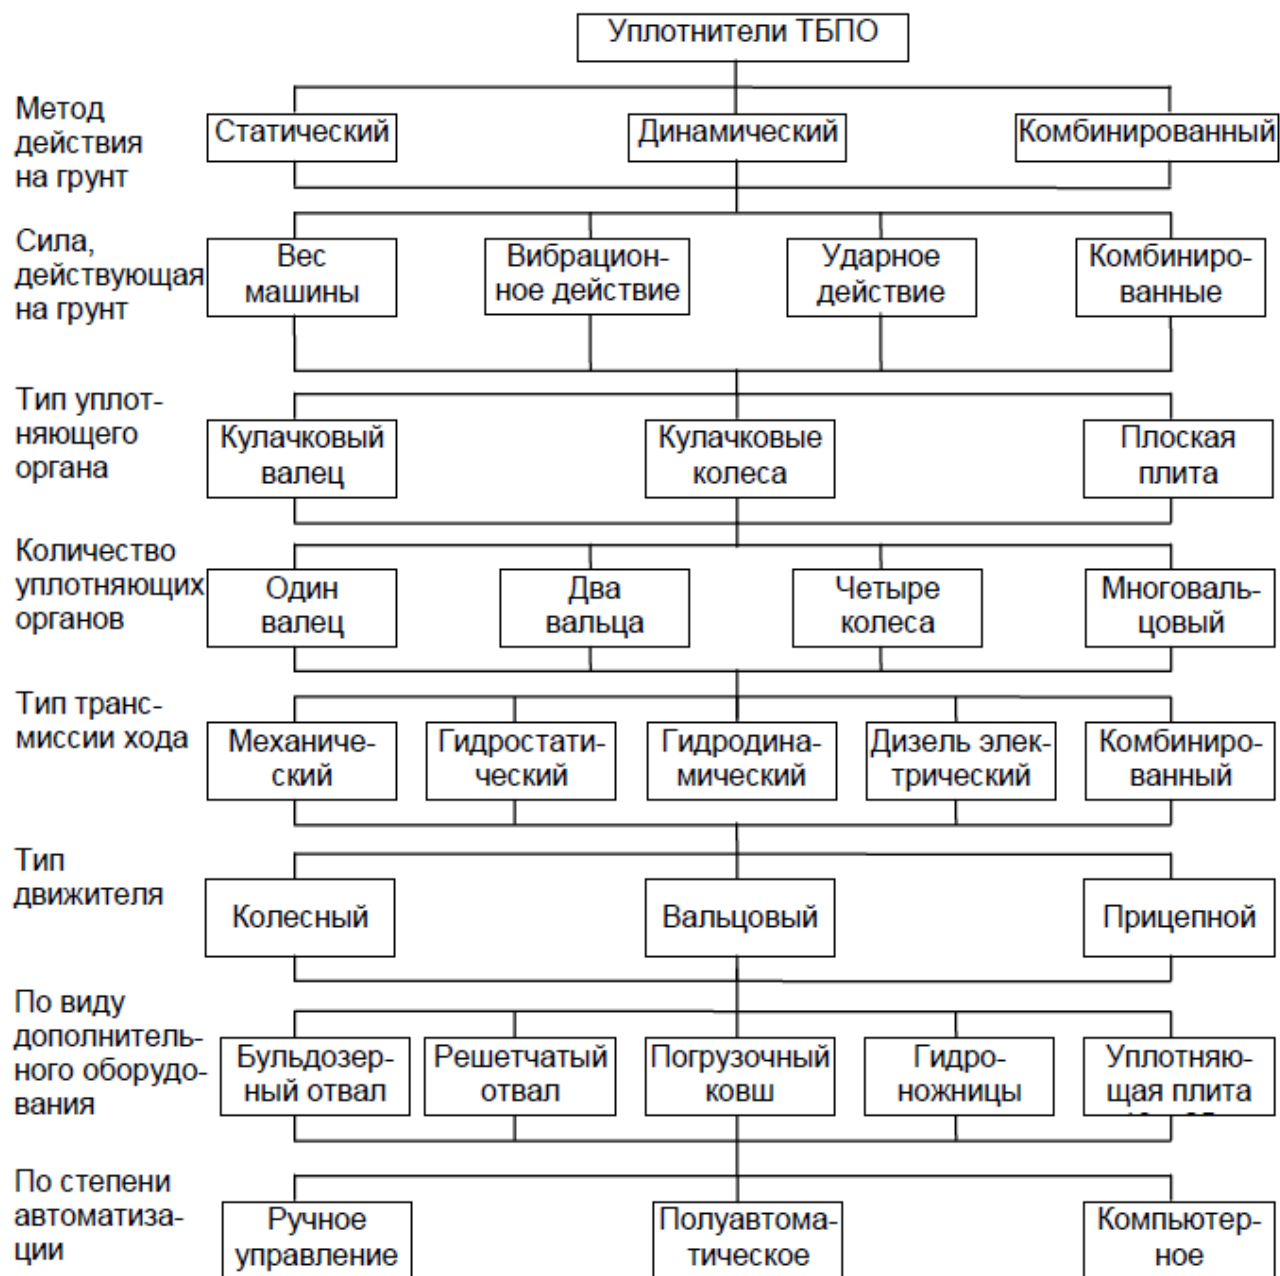 Уплотнители ТБПО
Метод
действия
на грунт
Статический
Динамический
Комбинированный
Сила,
действующая
на грунт
Вес
машины
Вибрацион-
ное действие
Ударное
действие
Комбиниро-
ванные
Тип уплот-
няющего
органа
Кулачковый
валец
Кулачковые
колеса
Плоская
плита
Количество
уплотняющих
органов
Один
валец
Два
вальца
Четыре
колеса
Многоваль-
цовый
Тип транс-
миссии хода
Механиче-
ский
Гидростати-
ческий
Гидродина-
мический
Дизель элек-
трический
Комбиниро-
ванный
Тип
движителя
Колесный
Вальцовый
Прицепной
По виду
дополнитель-
ного оборудо-
вания
Бульдозер-
ный отвал
Решетчатый
отвал
Погрузочный
ковш
Гидро-
ножницы
Уплотняю-
щая плита
По степени
автоматиза-
ции
Ручное
управление
Полуавтома-
тическое
Компьютер-
ное